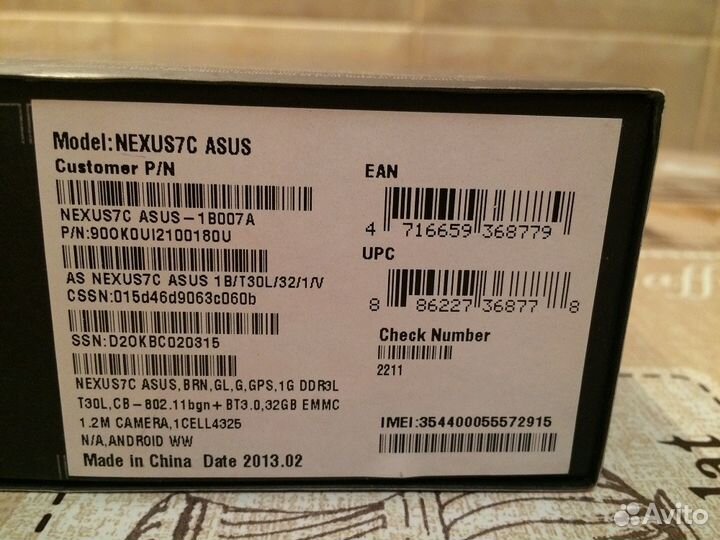 Model:NEXUS7C ASUS
Customer P/N
NEXUS7C ASUS-1B007A
P/N:90OK0UI2100180U
AS NEXUS7C ASUS 1B/T30L/32/1/V
CSSN:015d46d9063c060b
SSN:D2OKBC020315
NEXUS7C ASUS,BRN,GL,G,GPS,1G DDR3L
T30L,CB-802.11bgn+BT3.0,32GB EMMC
1.2M CAMERA,1CELL4325
N/A,ANDROID WW
Made in China Date 2013.02
EAN
4 716659 368779
UPC
8 86227 36877 8
Check Number
2211
IMEI:354400055572915
Avito